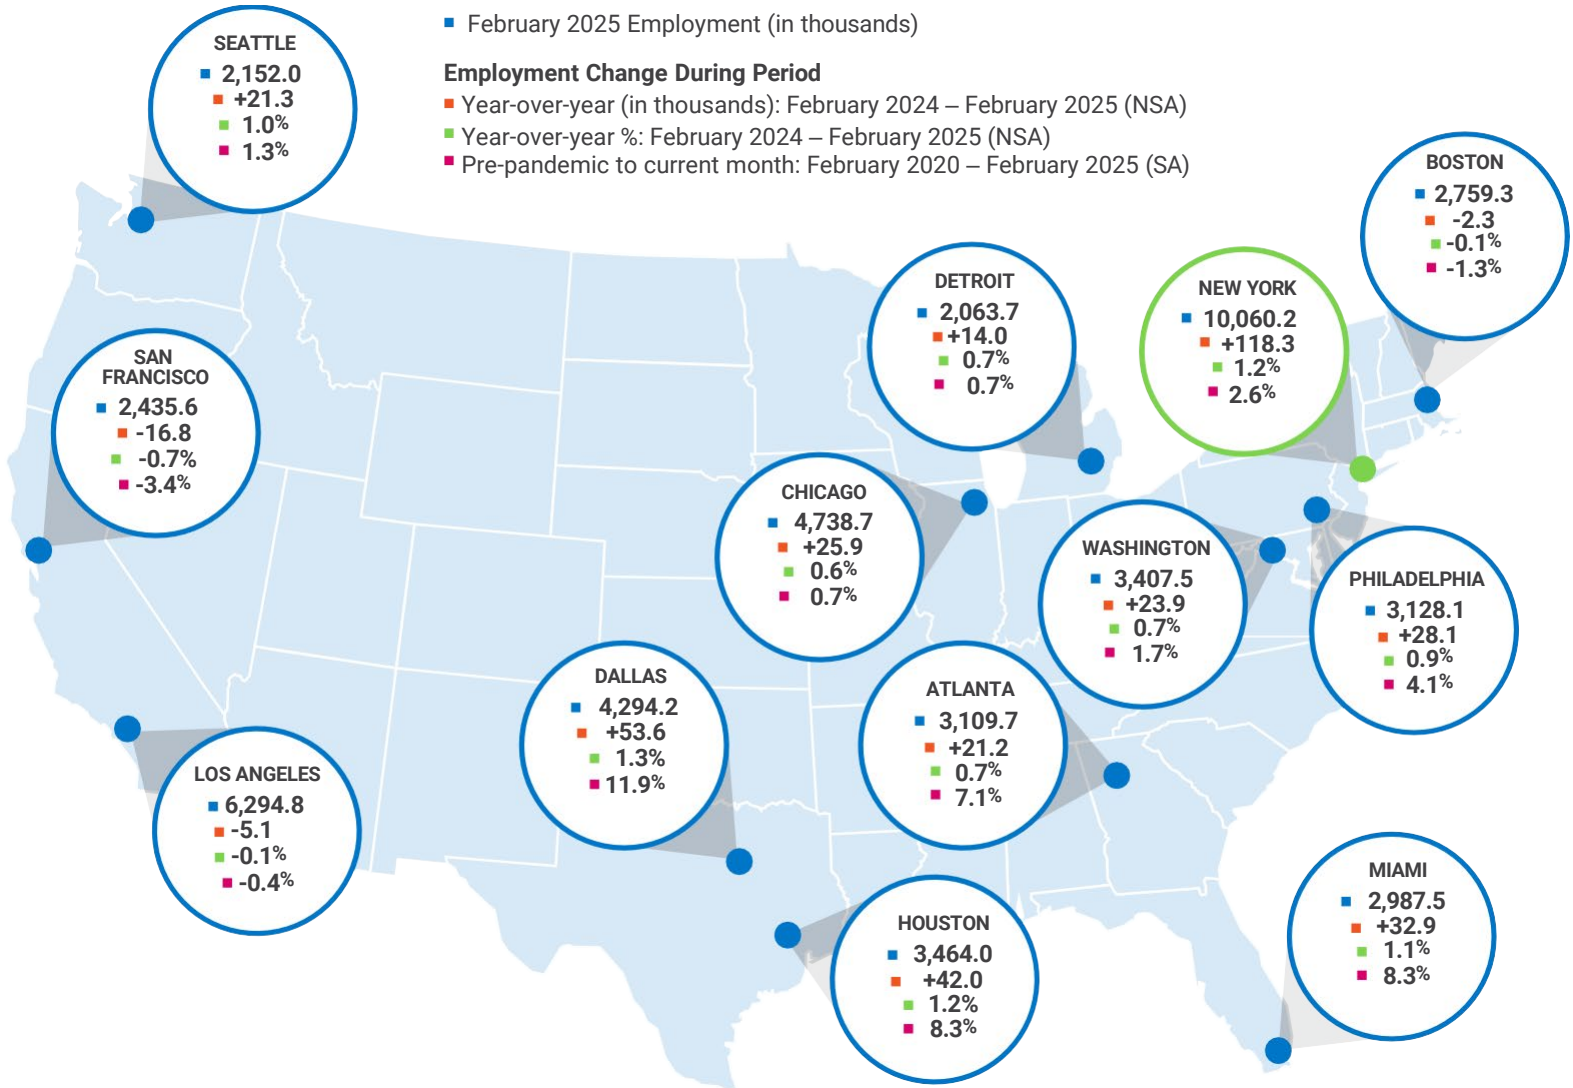 February 2025 Employment (in thousands)
Employment Change During Period
Year-over-year (in thousands): February 2024 – February 2025 (NSA)
Year-over-year %: February 2024 – February 2025 (NSA)
Pre-pandemic to current month: February 2020 – February 2025 (SA)
SEATTLE
2,152.0
+21.3
1.0%
1.3%
BOSTON
2,759.3
-2.3
-0.1%
-1.3%
DETROIT
2,063.7
+14.0
0.7%
0.7%
NEW YORK
10,060.2
+118.3
1.2%
2.6%
SAN
FRANCISCO
2,435.6
-16.8
-0.7%
-3.4%
CHICAGO
4,738.7
+25.9
0.6%
0.7%
WASHINGTON
3,407.5
+23.9
0.7%
1.7%
PHILADELPHIA
3,128.1
+28.1
0.9%
4.1%
DALLAS
4,294.2
+53.6
1.3%
11.9%
ATLANTA
3,109.7
+21.2
0.7%
7.1%
LOS ANGELES
6,294.8
-5.1
-0.1%
-0.4%
HOUSTON
3,464.0
+42.0
1.2%
8.3%
MIAMI
2,987.5
+32.9
1.1%
8.3%